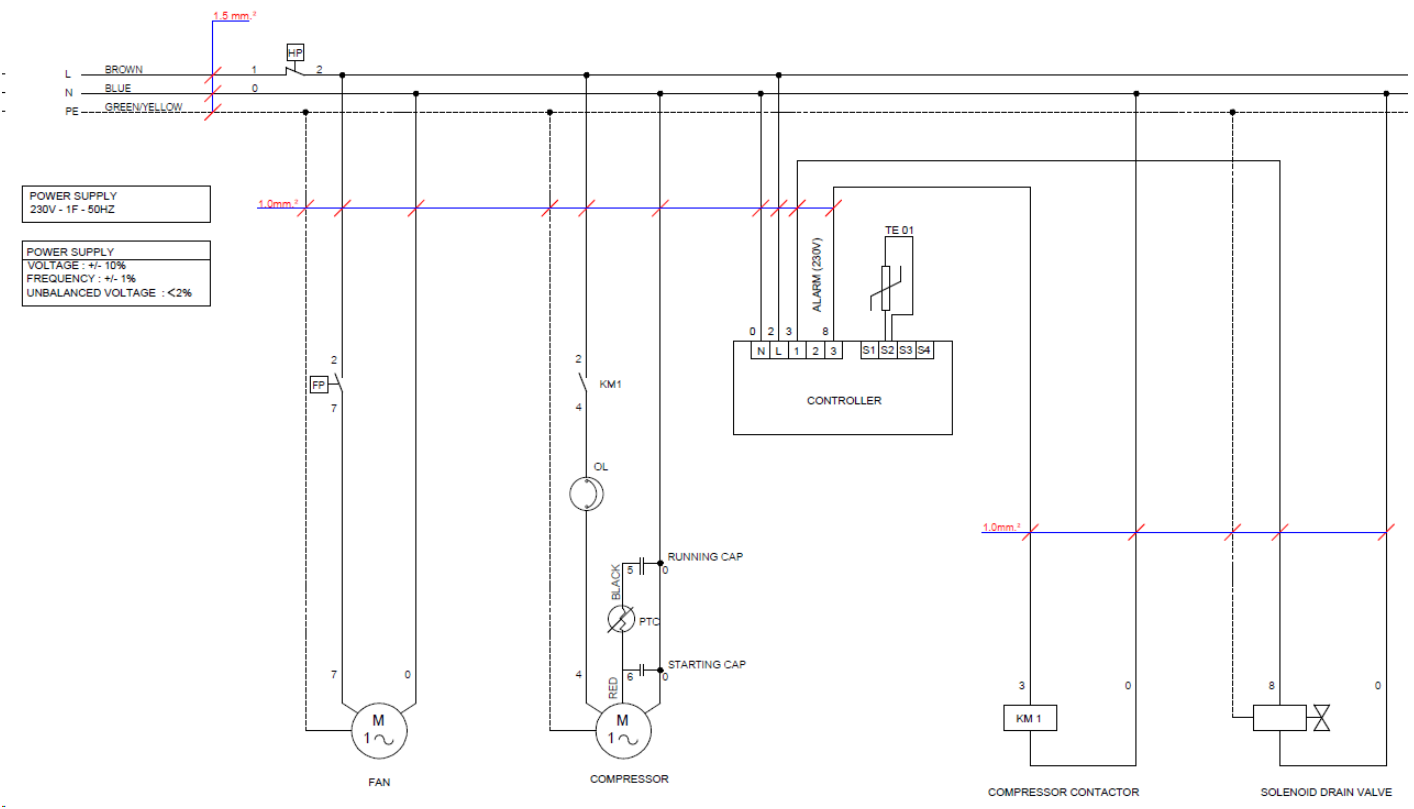 1.5 mm.²
HP
L BROWN 1 2
N BLUE 0
PE GREEN/YELLOW
POWER SUPPLY
230V - 1F - 50HZ
1.0mm.²
POWER SUPPLY
VOLTAGE : +/- 10%
FREQUENCY : +/- 1%
UNBALANCED VOLTAGE : <2%
TE 01
ALARM (230V)
0 2 3 8
N L 1 2 3 S1 S2 S3 S4
CONTROLLER
2
FP
7
2
KM1
4
OL
1.0mm.²
RUNNING CAP
BLACK
5 0
PTC
STARTING CAP
RED
6 0
7 0 4
3 0 8 0
M
1
M
1
KM 1
FAN
COMPRESSOR
COMPRESSOR CONTACTOR
SOLENOID DRAIN VALVE